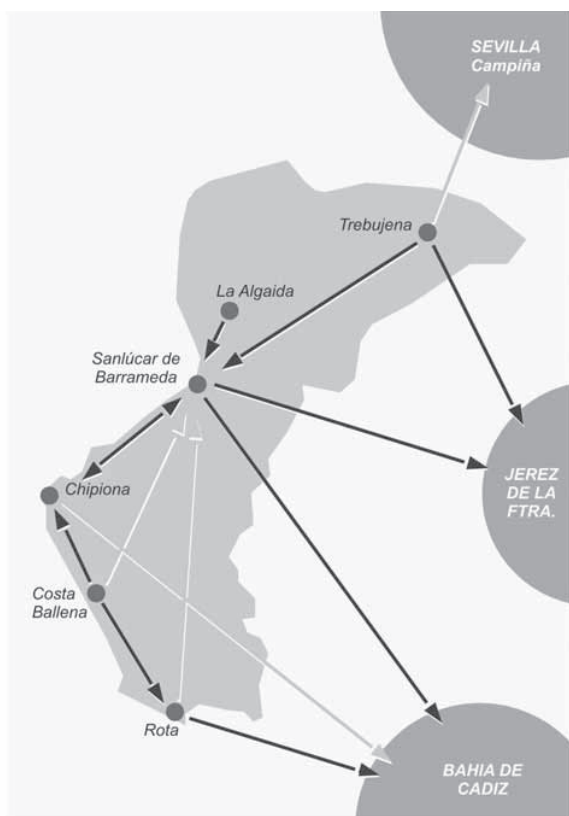 SEVILLA
Campiña
Trebujena
La Algaida
Sanlúcar de
Barrameda
JEREZ
DE LA
FTRA.
Chipiona
Costa
Ballena
Rota
BAHIA DE
CADIZ